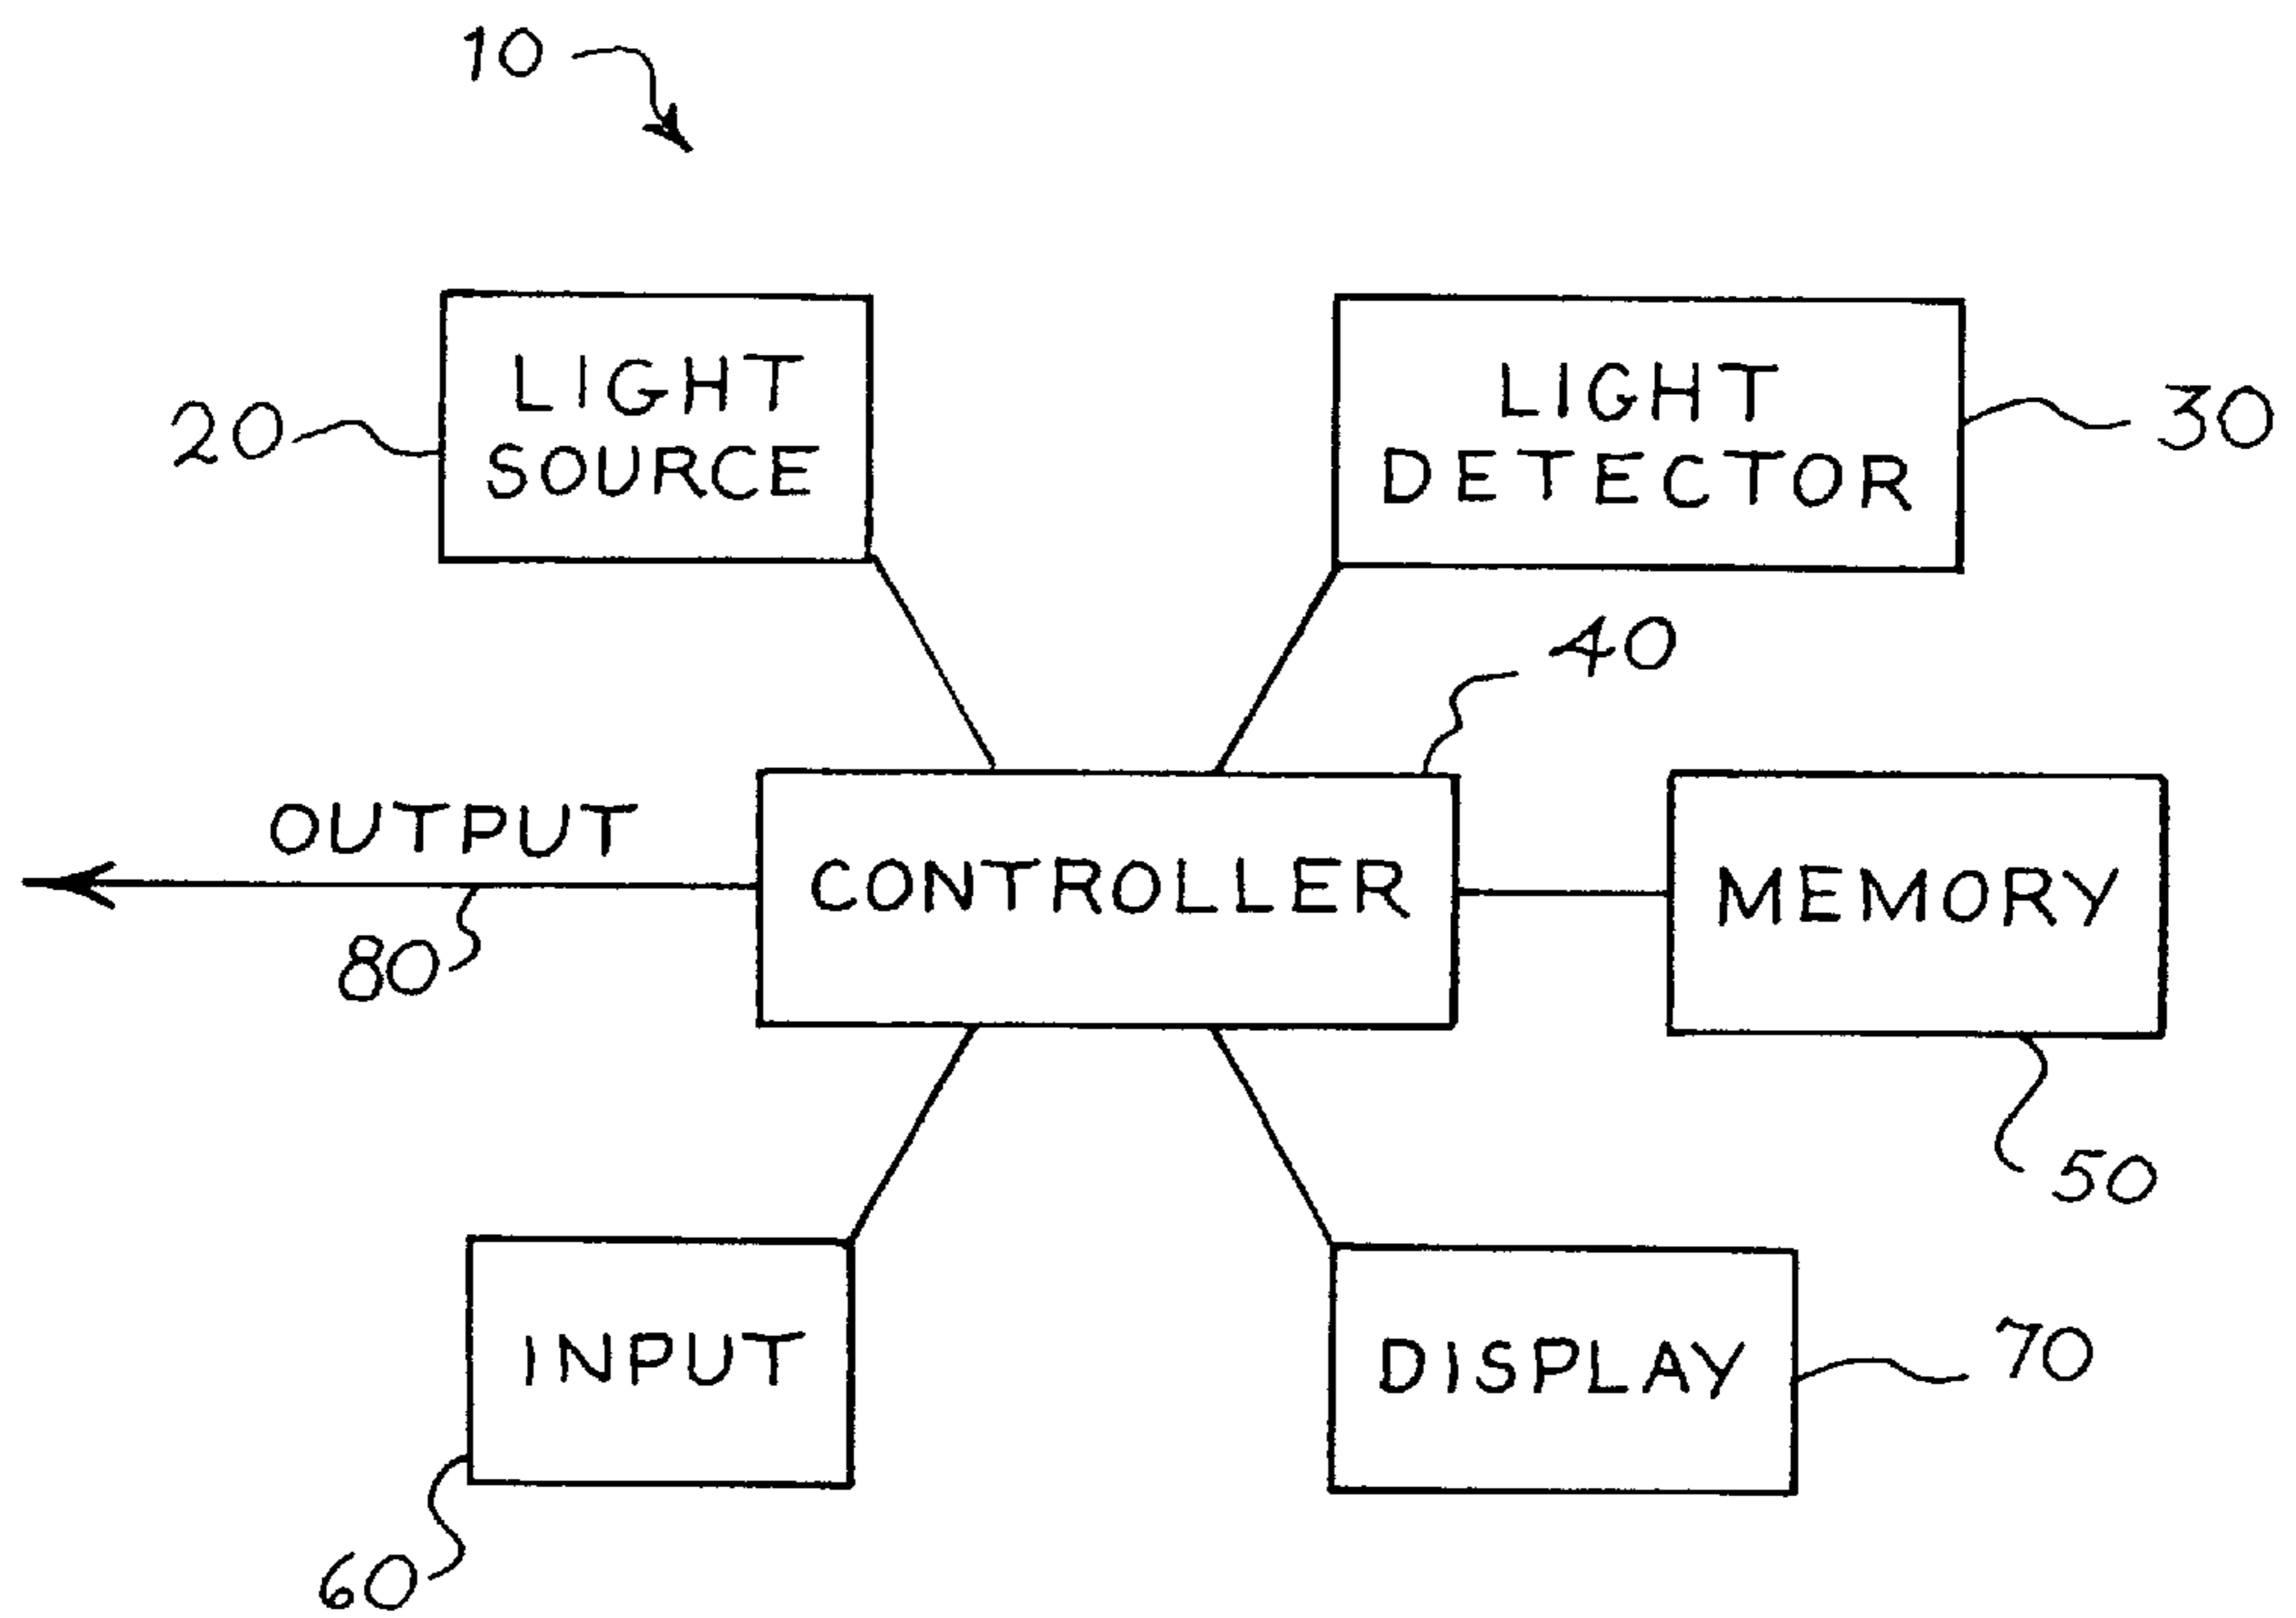 10
LIGHT
SOURCE
20
LIGHT
DETECTOR
30
40
OUTPUT
80
CONTROLLER
MEMORY
50
INPUT
60
DISPLAY
70